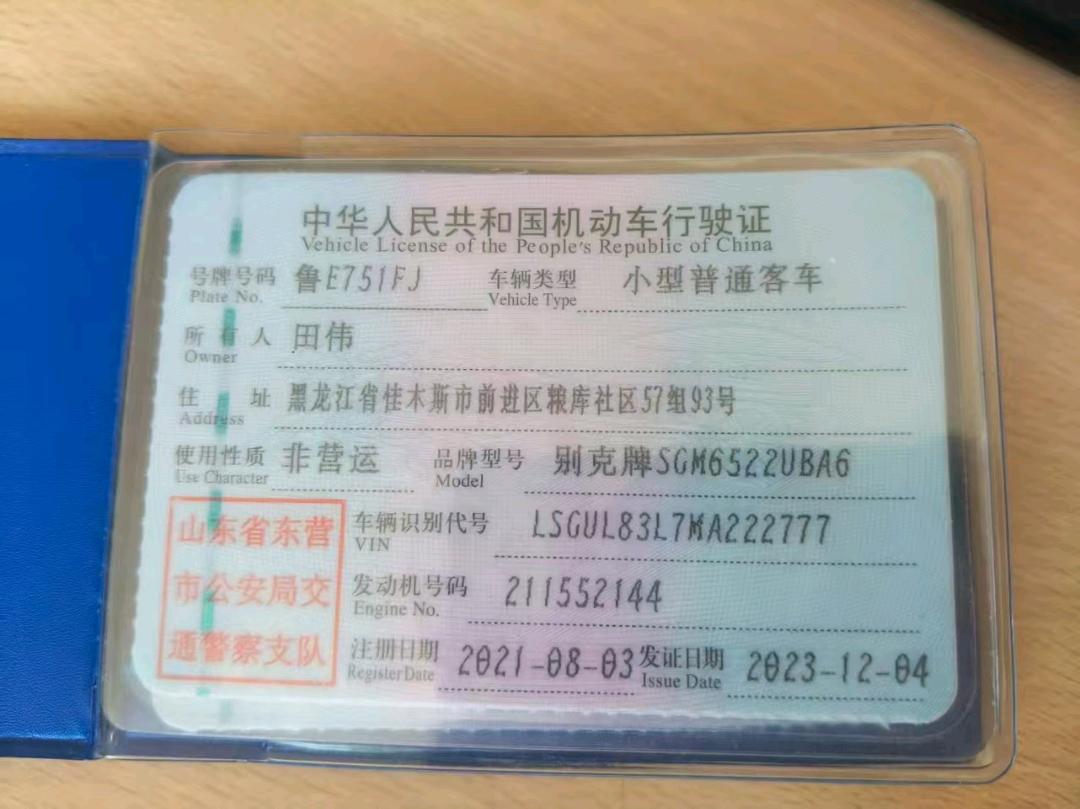 中华人民共和国机动车行驶证
Vehicle License of the People's Republic of China
号牌号码 鲁E751FJ 车辆类型 小型普通客车
Plate No. Vehicle Type
所有人 田伟
Owner
住址 黑龙江省佳木斯市前进区粮库社区57组93号
Address
使用性质 非营运 品牌型号 别克牌SGM6522UBA6
Use Character Model
山东省东营
市公安局交
通警察支队
车辆识别代号 LSGUL83L7MA222777
VIN
发动机号码 211552144
Engine No.
注册日期 2021-08-03 发证日期 2023-12-04
Register Date Issue Date